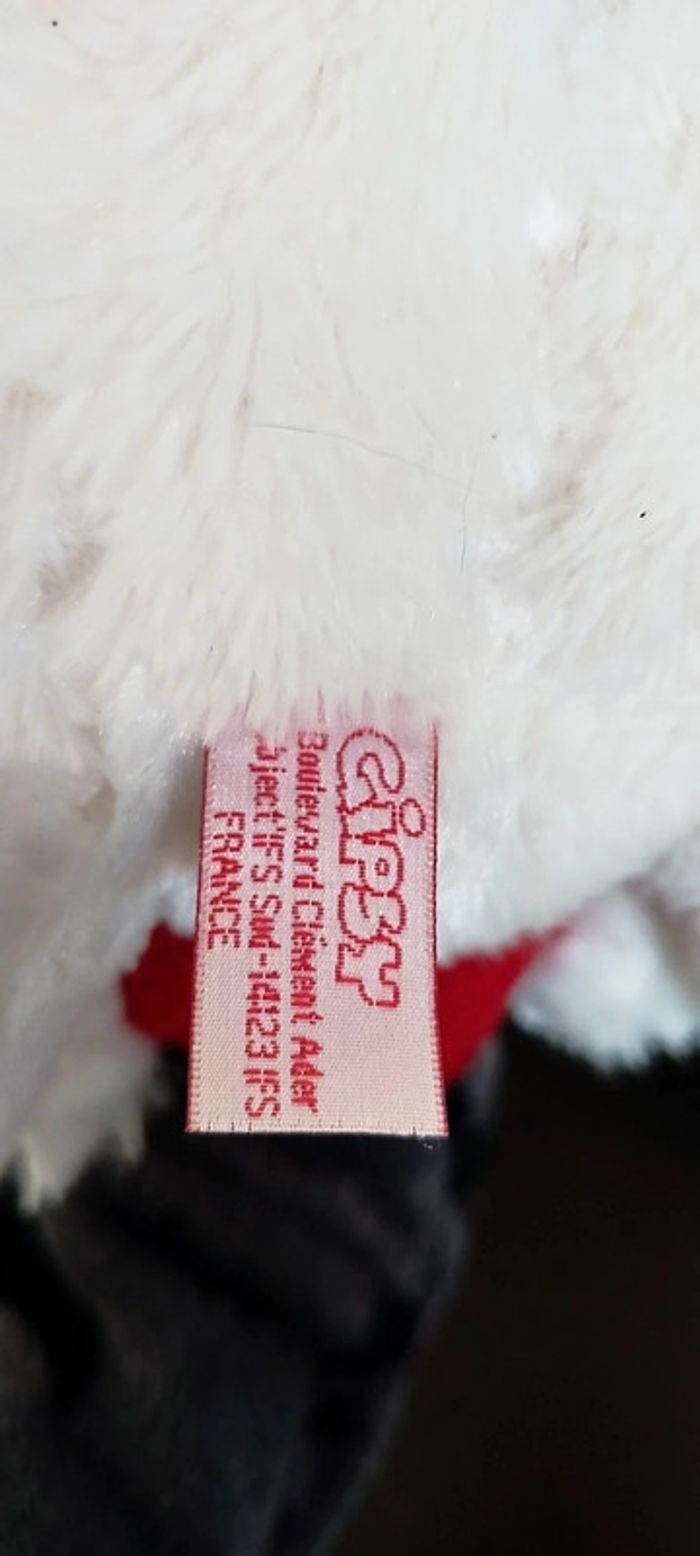 GiPSY
Boulevard Clément Ader
Object'IFS Sud - 14123 IFS
FRANCE